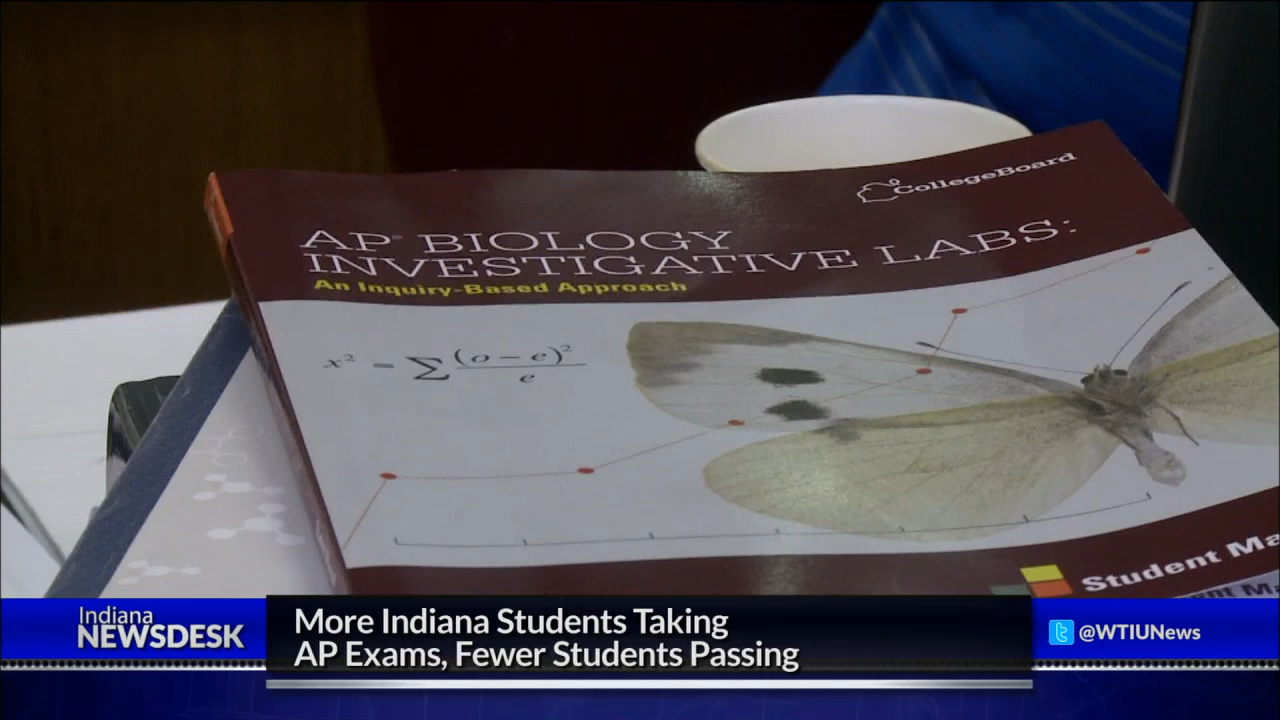 CollegeBoard
AP BIOLOGY
INVESTIGATIVE LABS:
An Inquiry-Based Approach
x² = ∑ (o – e)² / e
Student Ma
Indiana
NEWSDESK
More Indiana Students Taking
AP Exams, Fewer Students Passing
@WTIUNews